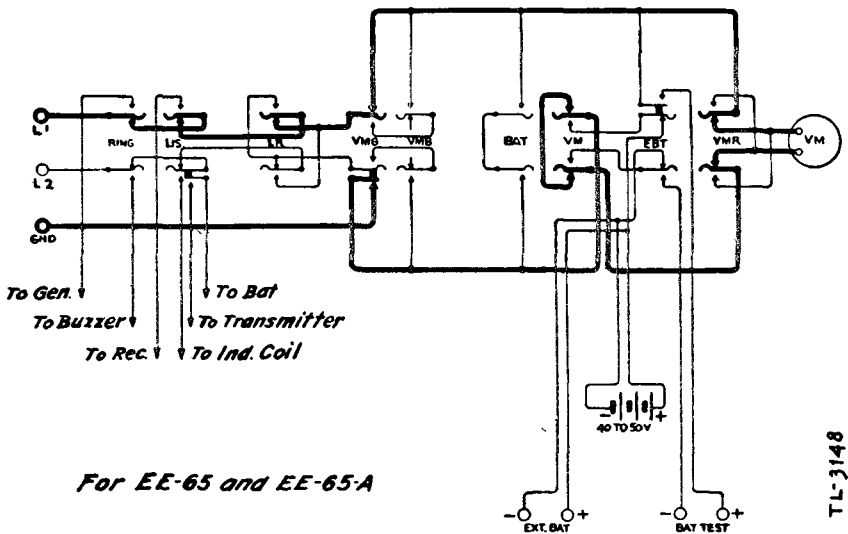 L1
RING
LIS
LR
VMG
VMB
BAT
VM
EBT
VMR
VM
L2
GND
To Gen.
To Bat
To Buzzer
To Transmitter
To Rec.
To Ind. Coil
- +
40 TO 50V
For EE-65 and EE-65-A
TL-3148
- +
EXT. BAT
- +
BAT TEST